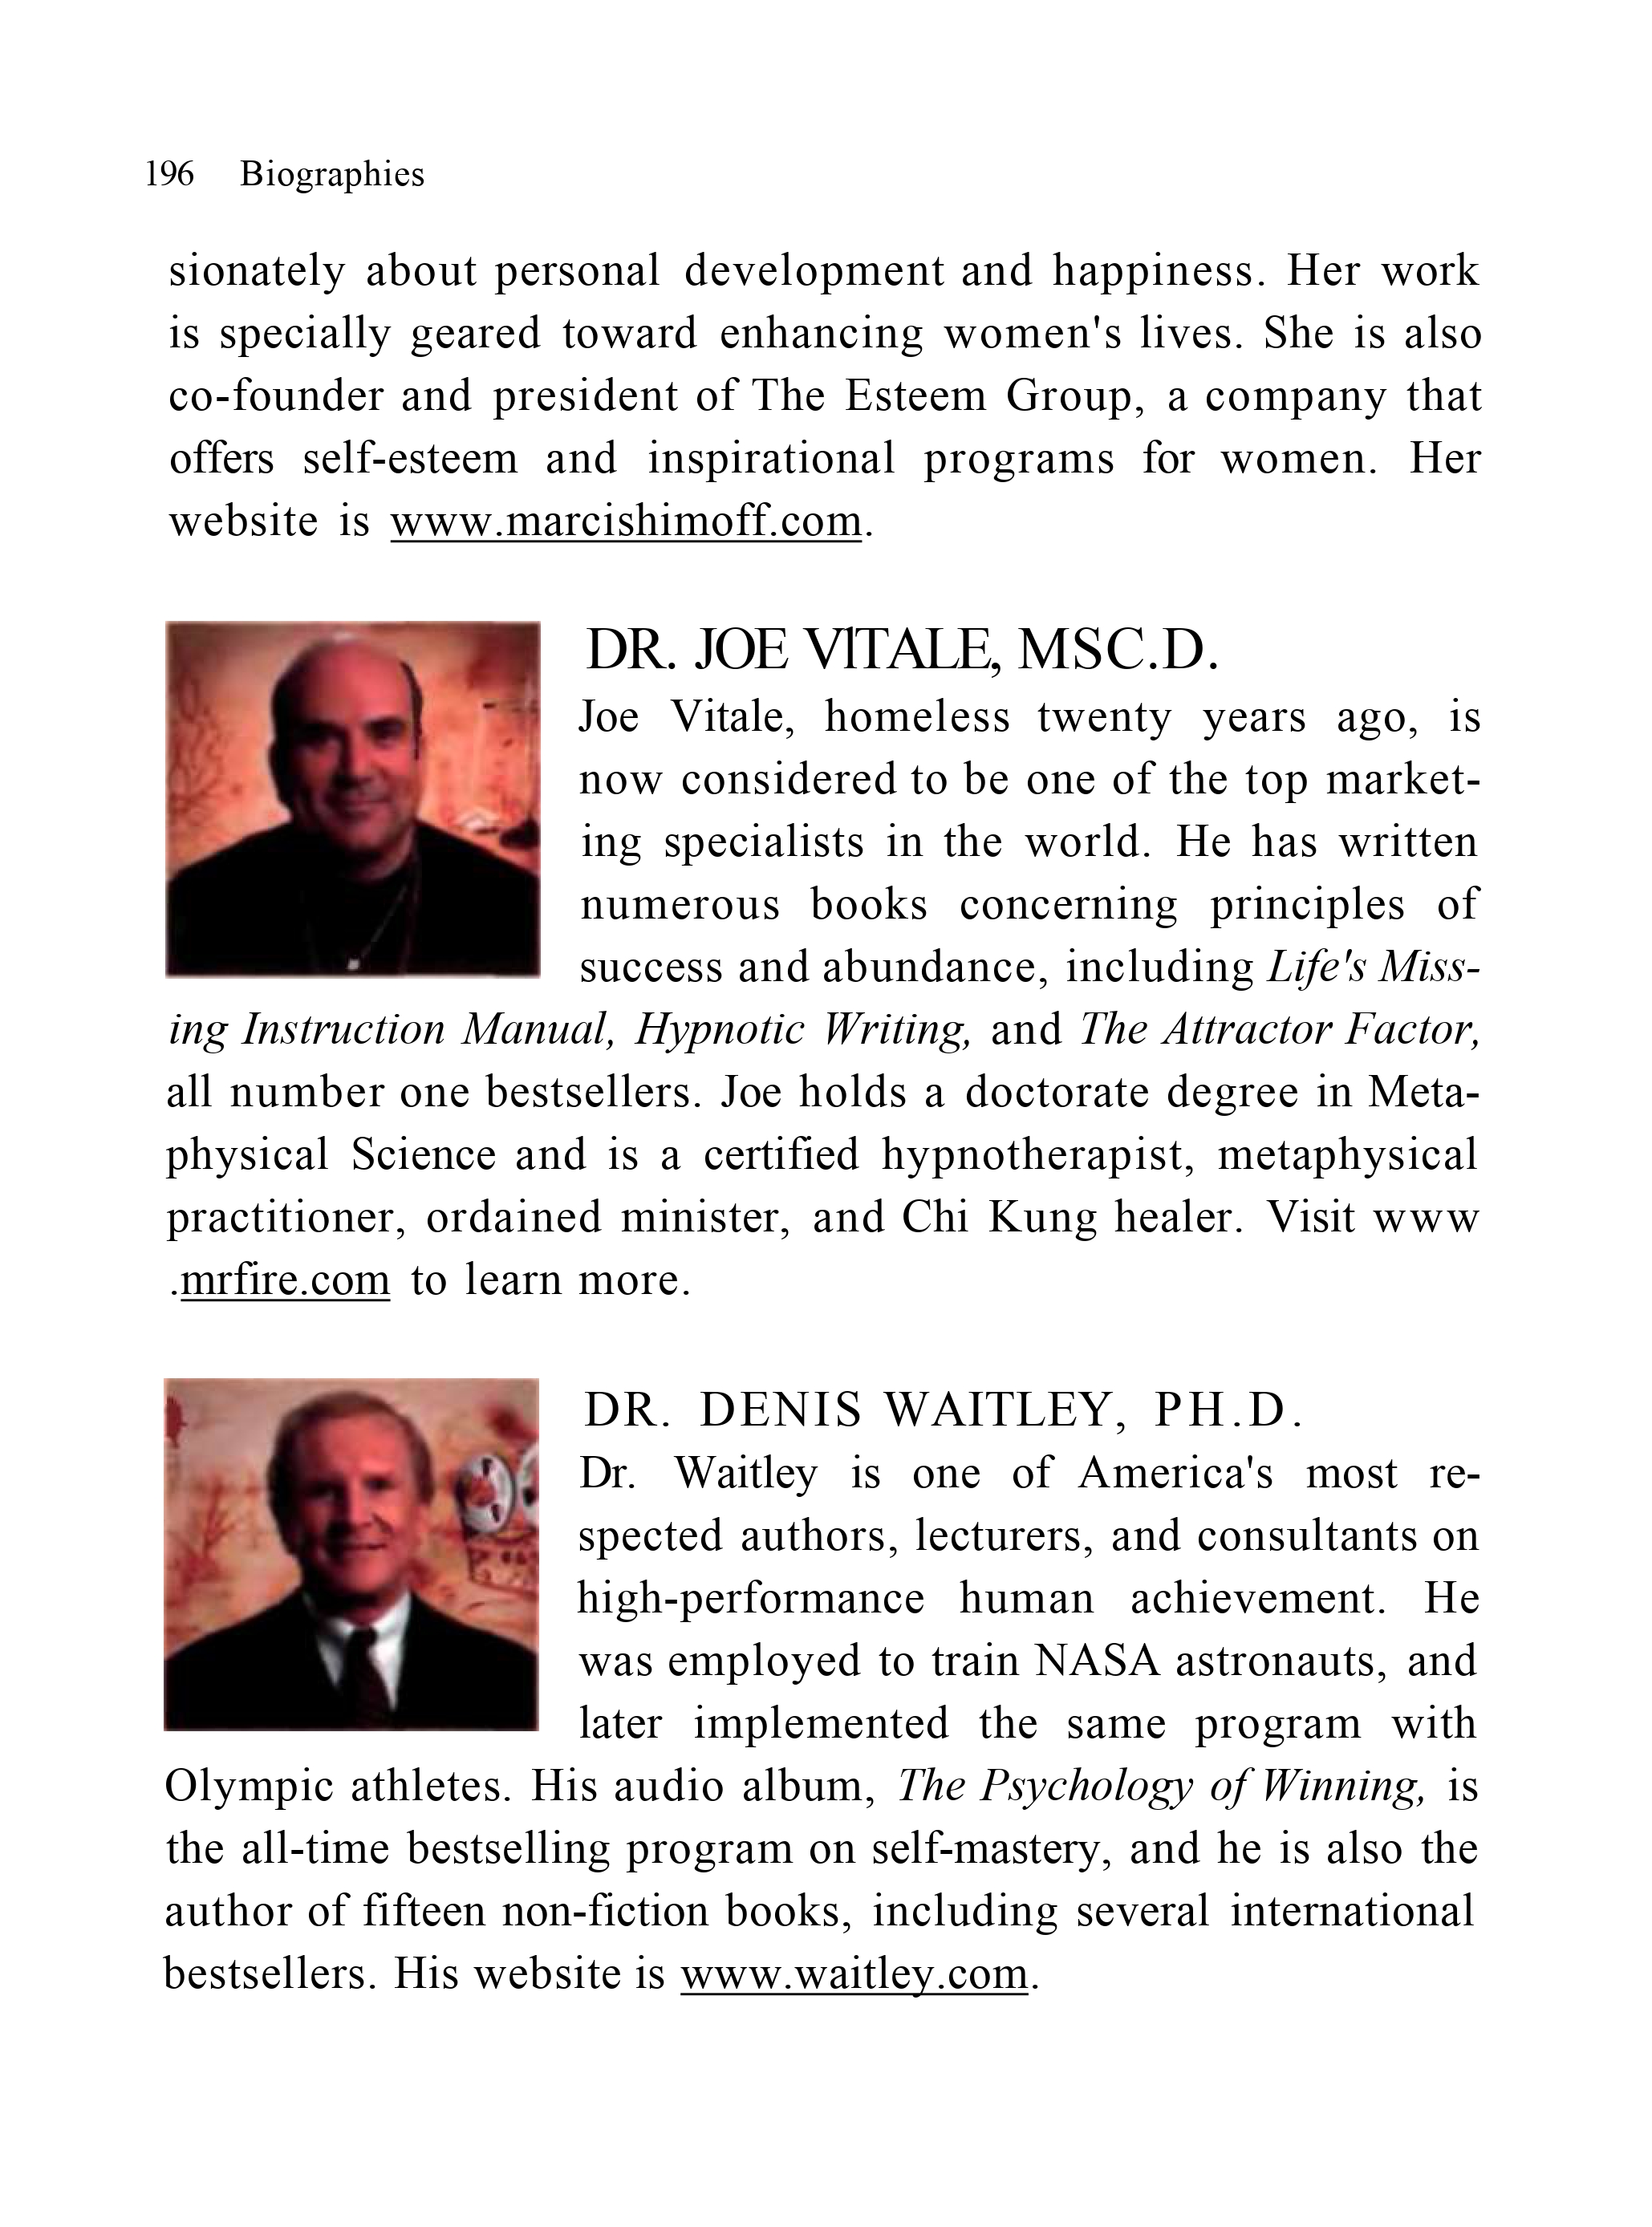 196 Biographies
sionately about personal development and happiness. Her work
is specially geared toward enhancing women's lives. She is also
co-founder and president of The Esteem Group, a company that
offers self-esteem and inspirational programs for women. Her
website is www.marcishimoff.com.
DR. JOE VITALE, MSC.D.
Joe Vitale, homeless twenty years ago, is
now considered to be one of the top market-
ing specialists in the world. He has written
numerous books concerning principles of
success and abundance, including Life's Miss-
ing Instruction Manual, Hypnotic Writing, and The Attractor Factor,
all number one bestsellers. Joe holds a doctorate degree in Meta-
physical Science and is a certified hypnotherapist, metaphysical
practitioner, ordained minister, and Chi Kung healer. Visit www
.mrfire.com to learn more.
DR. DENIS WAITLEY, PH.D.
Dr. Waitley is one of America's most re-
spected authors, lecturers, and consultants on
high-performance human achievement. He
was employed to train NASA astronauts, and
later implemented the same program with
Olympic athletes. His audio album, The Psychology of Winning, is
the all-time bestselling program on self-mastery, and he is also the
author of fifteen non-fiction books, including several international
bestsellers. His website is www.waitley.com.